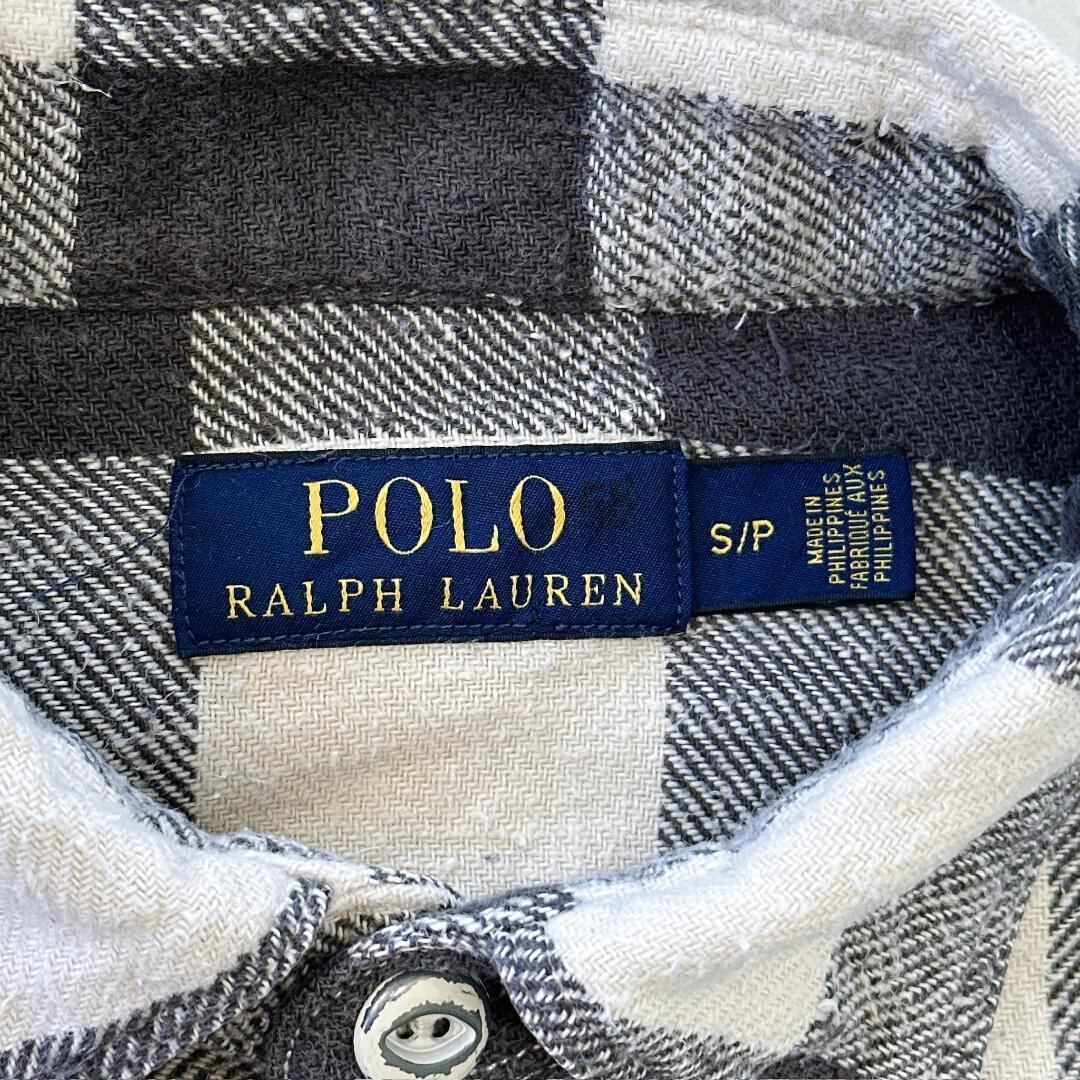 POLO
RALPH LAUREN
S/P
MADE IN
PHILIPPINES
FABRIQUÉ AUX
PHILIPPINES